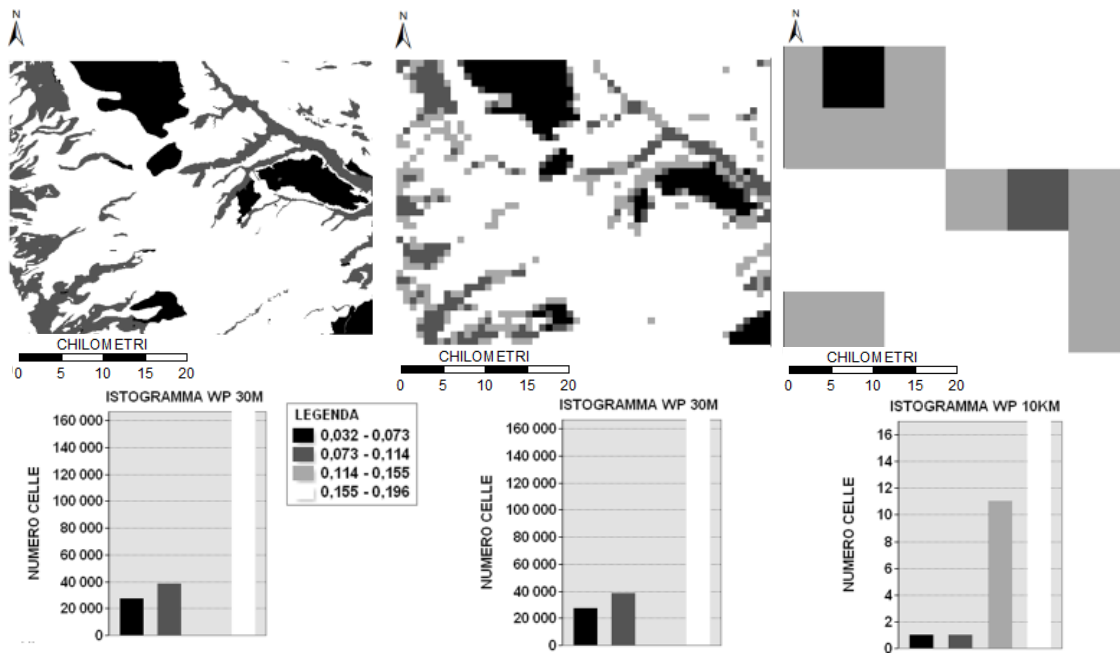 N
N
N
CHILOMETRI
0 5 10 15 20
CHILOMETRI
0 5 10 15 20
CHILOMETRI
0 5 10 15 20
ISTOGRAMMA WP 30M
NUMERO CELLE
160 000
140 000
120 000
100 000
80 000
60 000
40 000
20 000
0
LEGENDA
0,032 - 0,073
0,073 - 0,114
0,114 - 0,155
0,155 - 0,196
ISTOGRAMMA WP 30M
NUMERO CELLE
160 000
140 000
120 000
100 000
80 000
60 000
40 000
20 000
0
ISTOGRAMMA WP 10KM
NUMERO CELLE
16
14
12
10
8
6
4
2
0